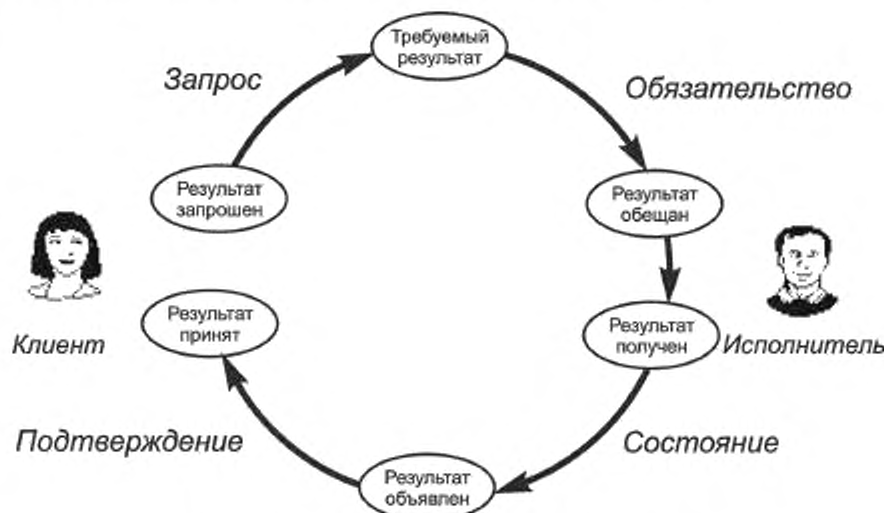 Требуемый
результат
Запрос
Обязательство
Результат
запрошен
Результат
обещан
Клиент
Результат
принят
Результат
получен
Исполнитель
Подтверждение
Состояние
Результат
объявлен